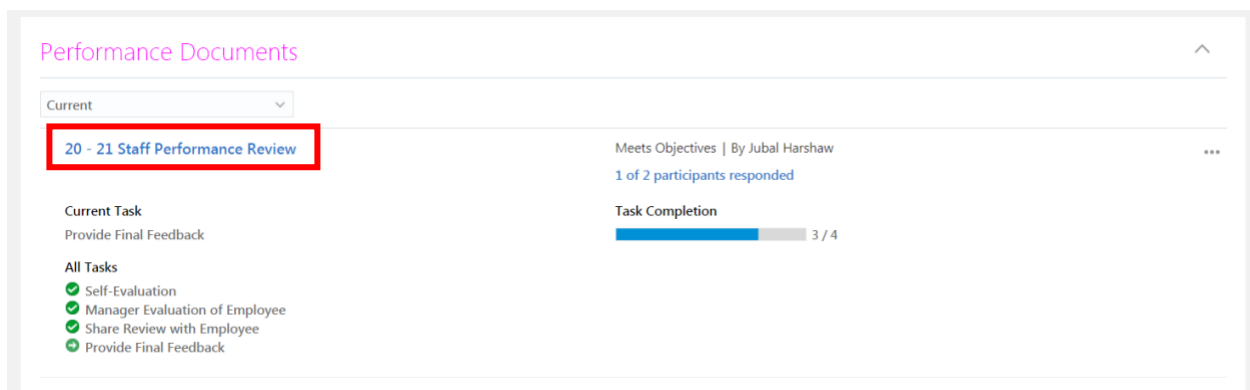 Performance Documents
Current
20 - 21 Staff Performance Review
Meets Objectives | By Jubal Harshaw
1 of 2 participants responded
Current Task
Provide Final Feedback
Task Completion
3 / 4
All Tasks
Self-Evaluation
Manager Evaluation of Employee
Share Review with Employee
Provide Final Feedback